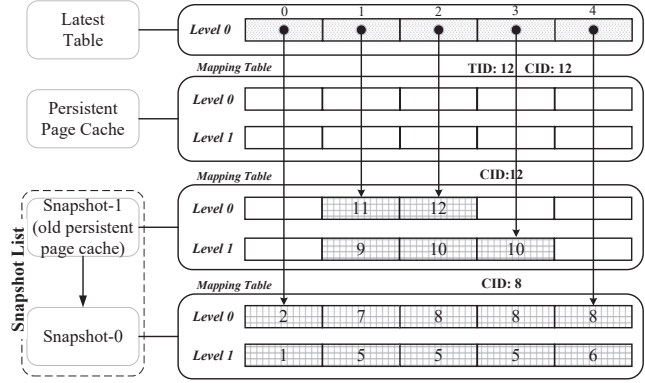 0 1 2 3 4
Latest
Table
Level 0
Mapping Table
TID: 12 CID: 12
Persistent
Page Cache
Level 0
Level 1
Mapping Table
CID:12
Snapshot List
Snapshot-1
(old persistent
page cache)
Level 0 11 12
Level 1 9 10 10
Mapping Table
CID: 8
Snapshot-0
Level 0 2 7 8 8 8
Level 1 1 5 5 5 6